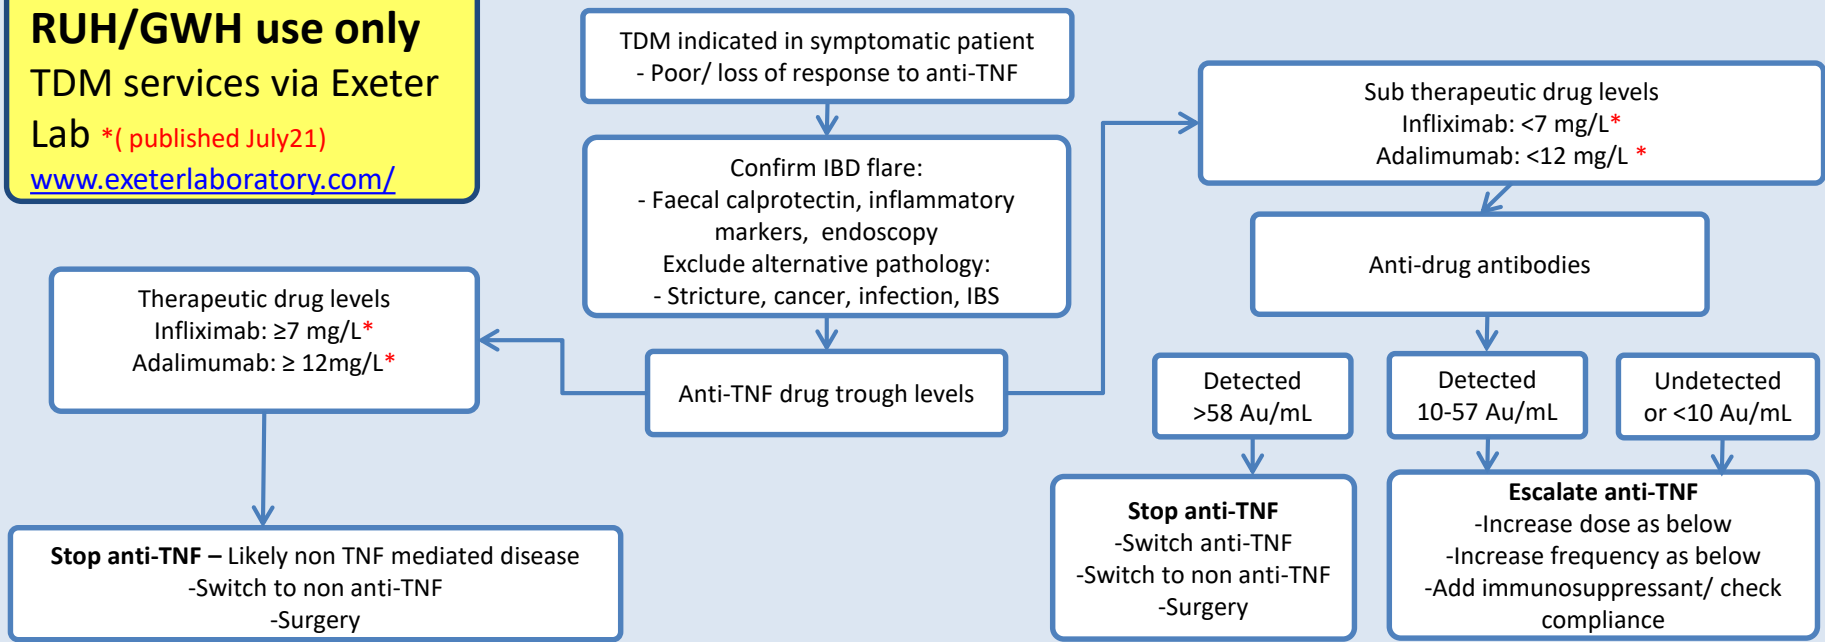 RUH/GWH use only
TDM services via Exeter
Lab *( published July21)
www.exeterlaboratory.com/
TDM indicated in symptomatic patient
- Poor/ loss of response to anti-TNF
Confirm IBD flare:
- Faecal calprotectin, inflammatory
markers, endoscopy
Exclude alternative pathology:
- Stricture, cancer, infection, IBS
Anti-TNF drug trough levels
Therapeutic drug levels
Infliximab: ≥7 mg/L*
Adalimumab: ≥ 12mg/L*
Stop anti-TNF – Likely non TNF mediated disease
-Switch to non anti-TNF
-Surgery
Sub therapeutic drug levels
Infliximab: <7 mg/L*
Adalimumab: <12 mg/L *
Anti-drug antibodies
Detected
>58 Au/mL
Detected
10-57 Au/mL
Undetected
or <10 Au/mL
Stop anti-TNF
-Switch anti-TNF
-Switch to non anti-TNF
-Surgery
Escalate anti-TNF
-Increase dose as below
-Increase frequency as below
-Add immunosuppressant/ check
compliance